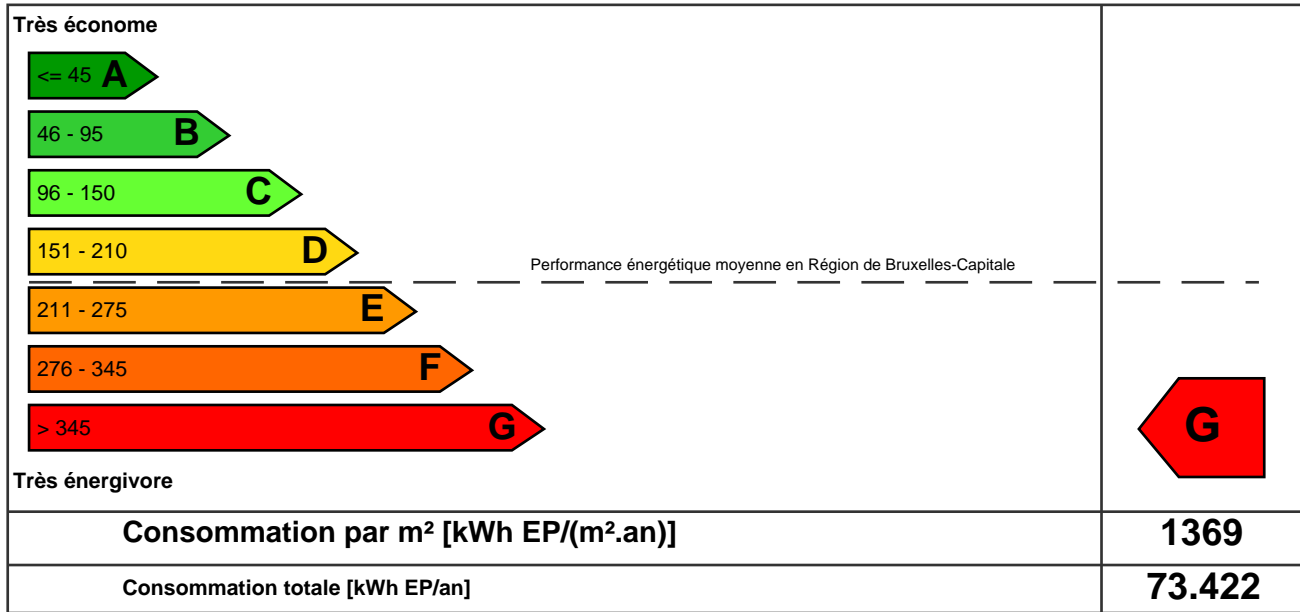 Très économe
<= 45 A
46 - 95 B
96 - 150 C
151 - 210 D
Performance énergétique moyenne en Région de Bruxelles-Capitale
211 - 275 E
276 - 345 F
> 345 G
G
Très énergivore
Consommation par m² [kWh EP/(m².an)] 1369
Consommation totale [kWh EP/an] 73.422